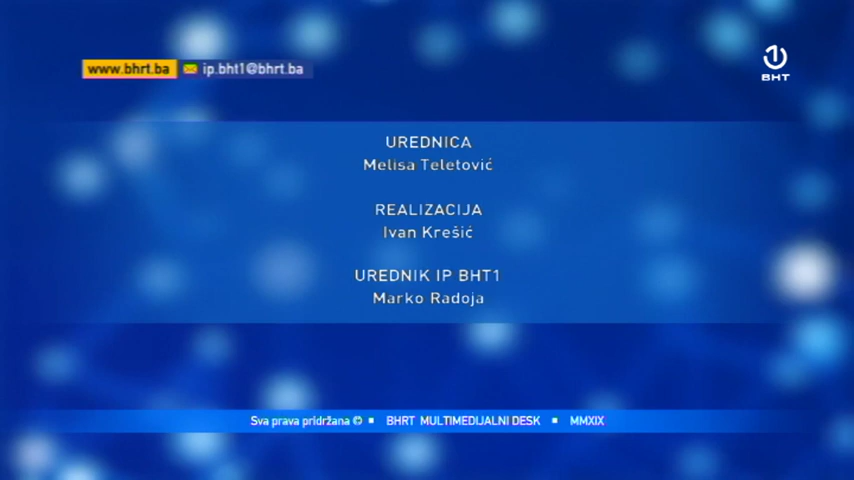 www.bhrt.ba ip.bht1@bhrt.ba
1
BHT
UREDNICA
Melisa Teletović
REALIZACIJA
Ivan Krešić
UREDNIK IP BHT1
Marko Radoja
Sva prava pridržana © ▪ BHRT MULTIMEDIJALNI DESK ▪ MMXIX